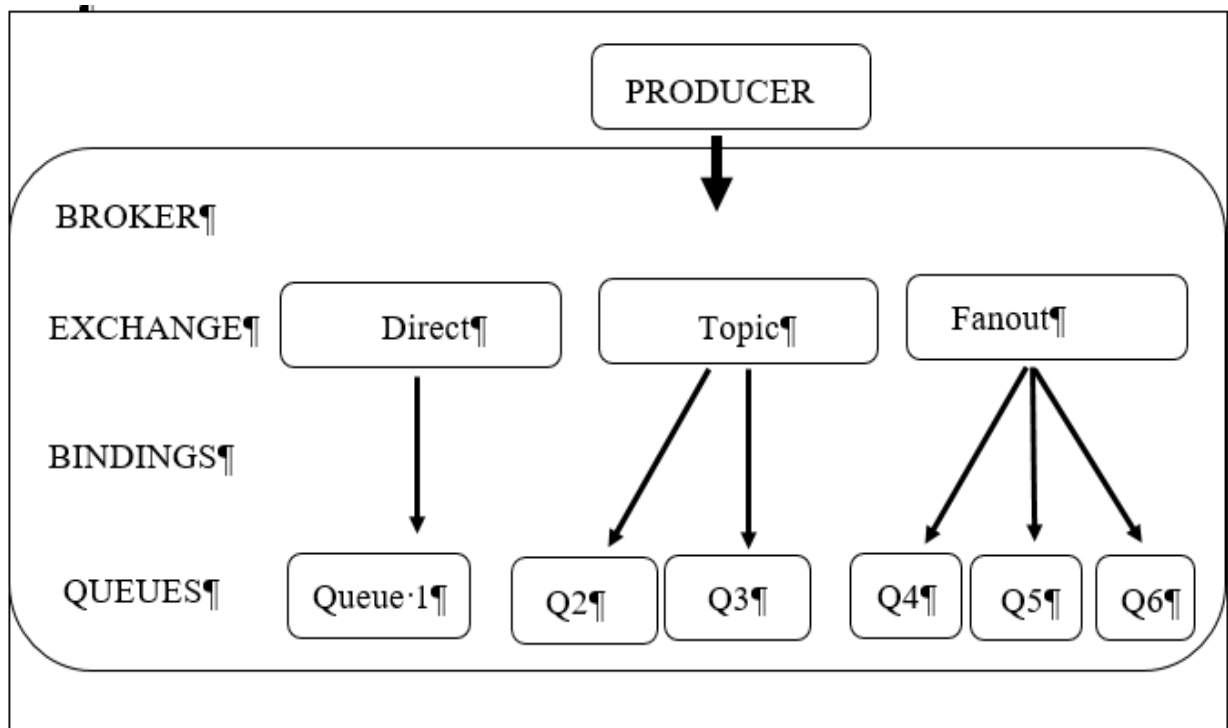 PRODUCER
BROKER¶
EXCHANGE¶ Direct¶ Topic¶ Fanout¶
BINDINGS¶
QUEUES¶ Queue·1¶ Q2¶ Q3¶ Q4¶ Q5¶ Q6¶